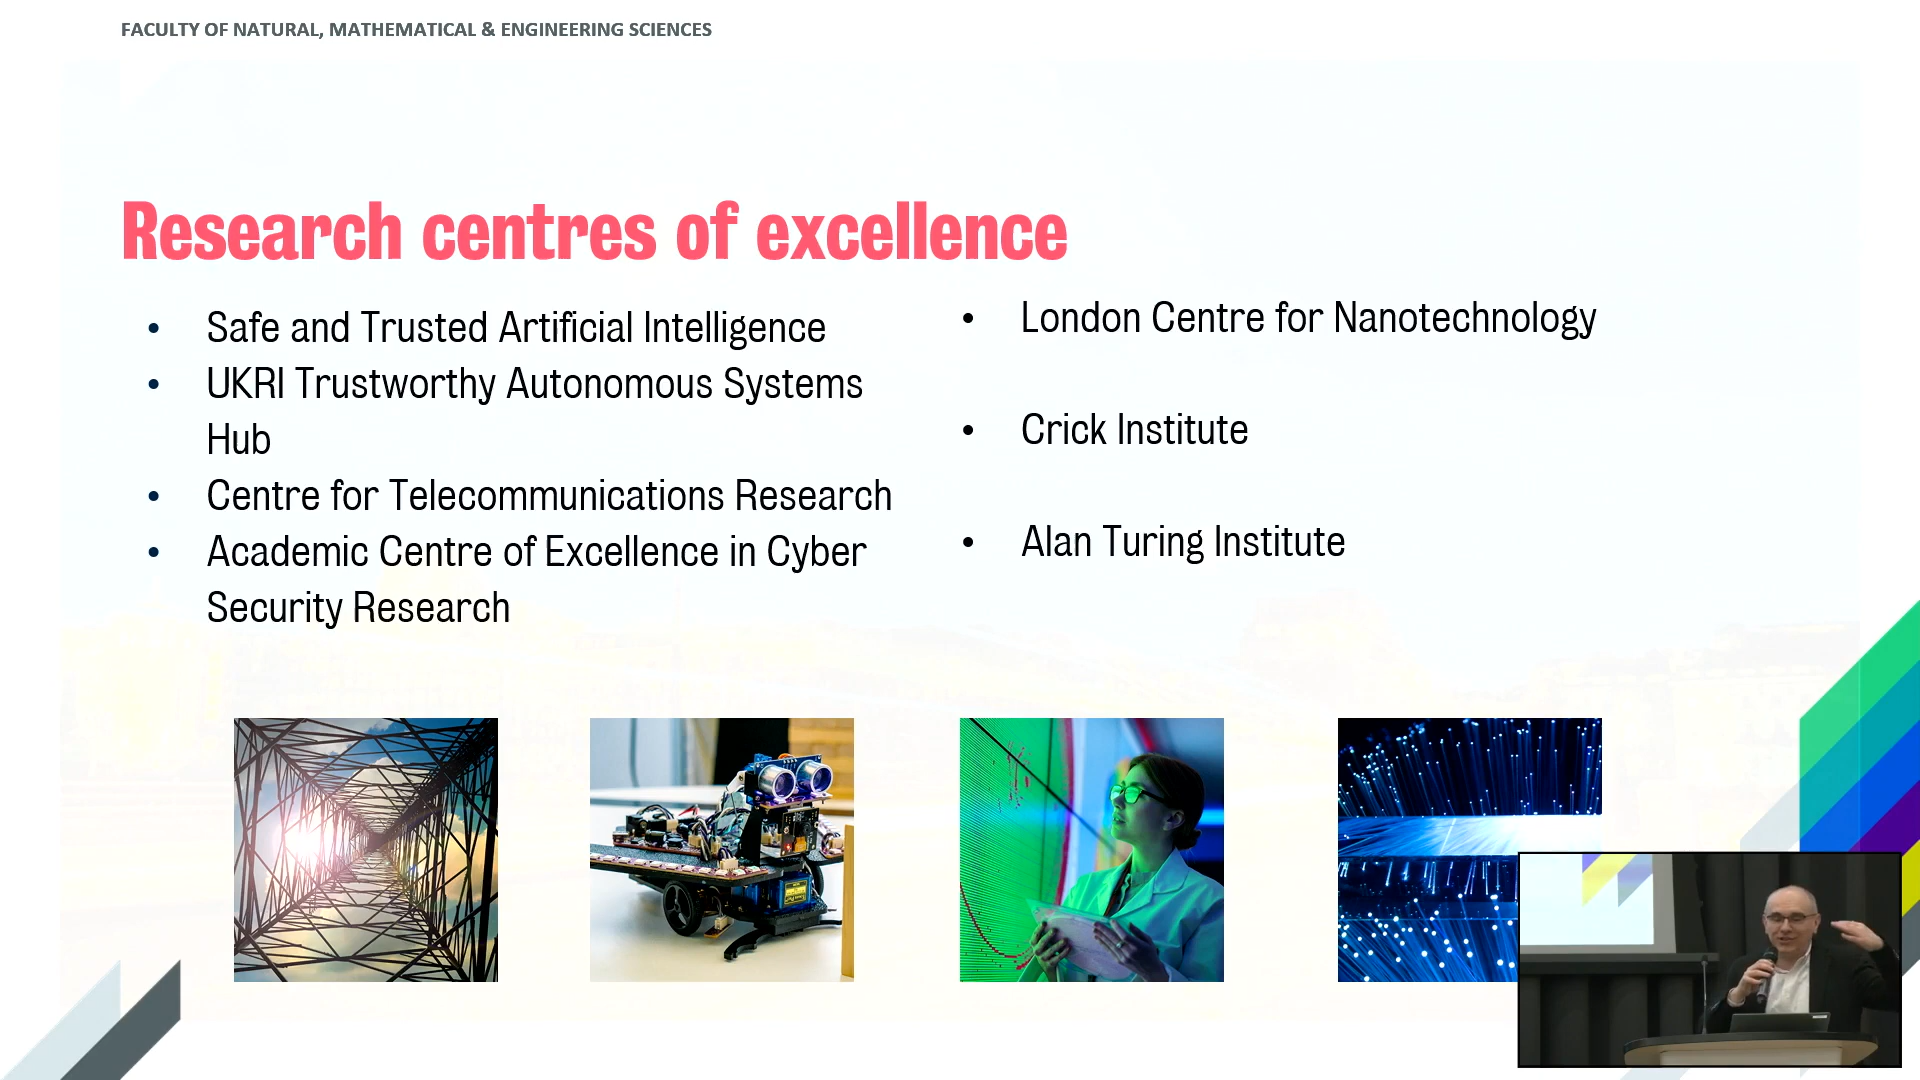 FACULTY OF NATURAL, MATHEMATICAL & ENGINEERING SCIENCES
Research centres of excellence
• Safe and Trusted Artificial Intelligence
• UKRI Trustworthy Autonomous Systems
Hub
• Centre for Telecommunications Research
• Academic Centre of Excellence in Cyber
Security Research
• London Centre for Nanotechnology
• Crick Institute
• Alan Turing Institute